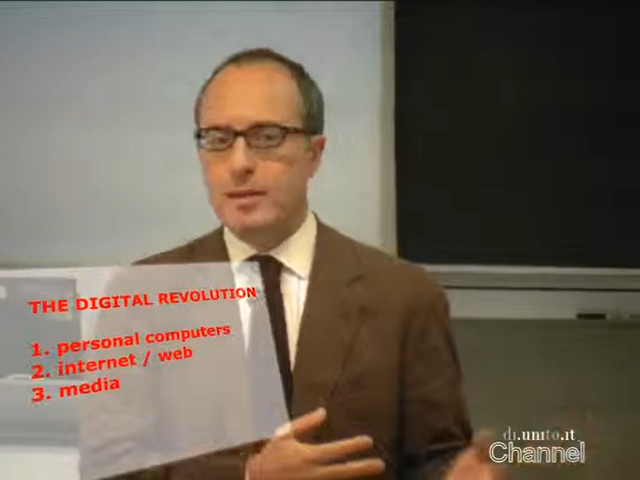 THE DIGITAL REVOLUTION
1. personal computers
2. internet / web
3. media
di.unito.it
Channel